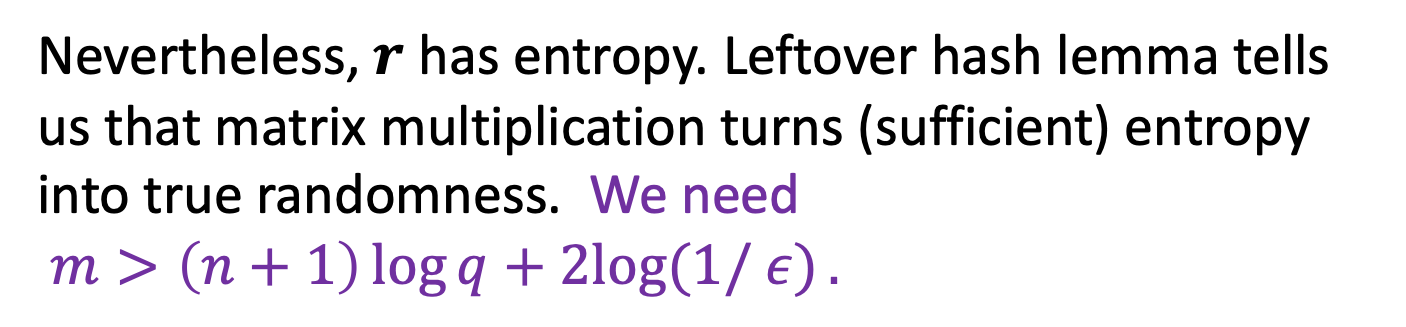 Nevertheless, r has entropy. Leftover hash lemma tells
us that matrix multiplication turns (sufficient) entropy
into true randomness. We need
m > (n + 1) log q + 2log(1/ ϵ) .